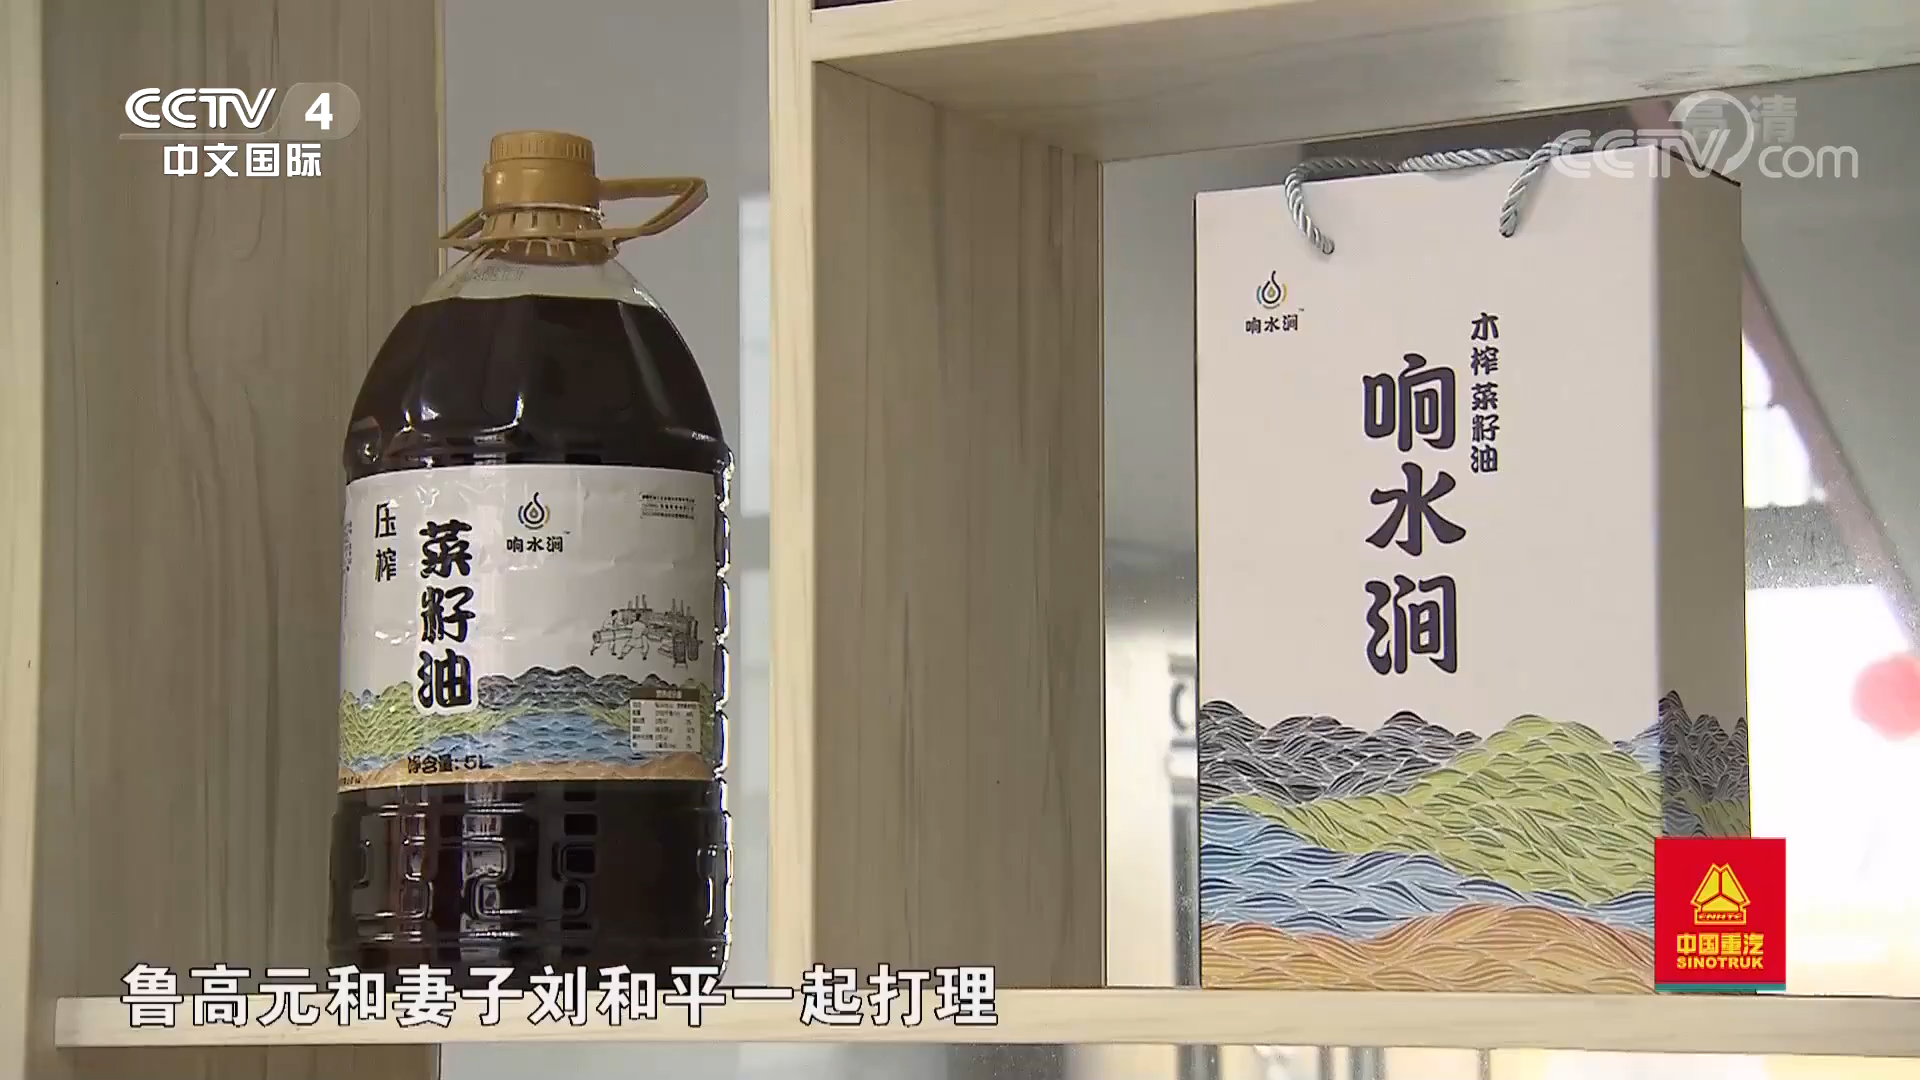 CCTV 4
中文国际
高清
CCTV.com
压榨
菜籽油
响水涧
净含量:5L
响水涧
木榨菜籽油
响水涧
CNHTC
中国重汽
SINOTRUK
鲁高元和妻子刘和平一起打理